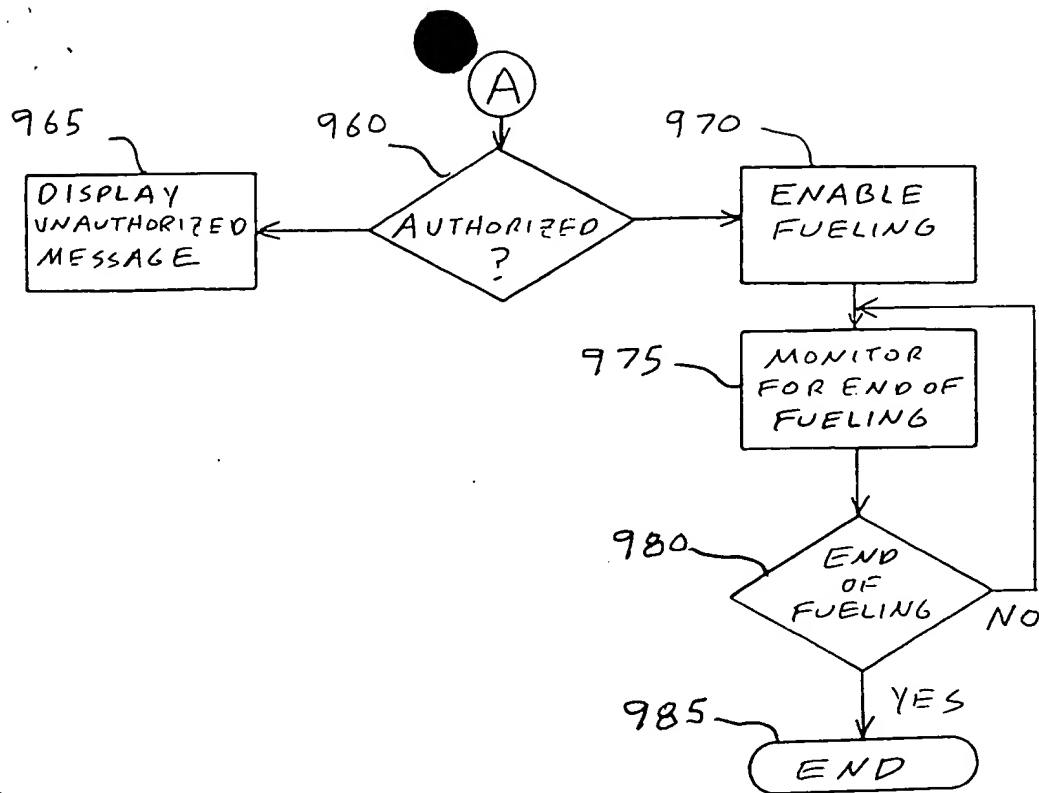 A
965
960
970
DISPLAY
UNAUTHORIZED
MESSAGE
AUTHORIZED
?
ENABLE
FUELING
975
MONITOR
FOR END OF
FUELING
980
END
OF
FUELING
NO
YES
985
END